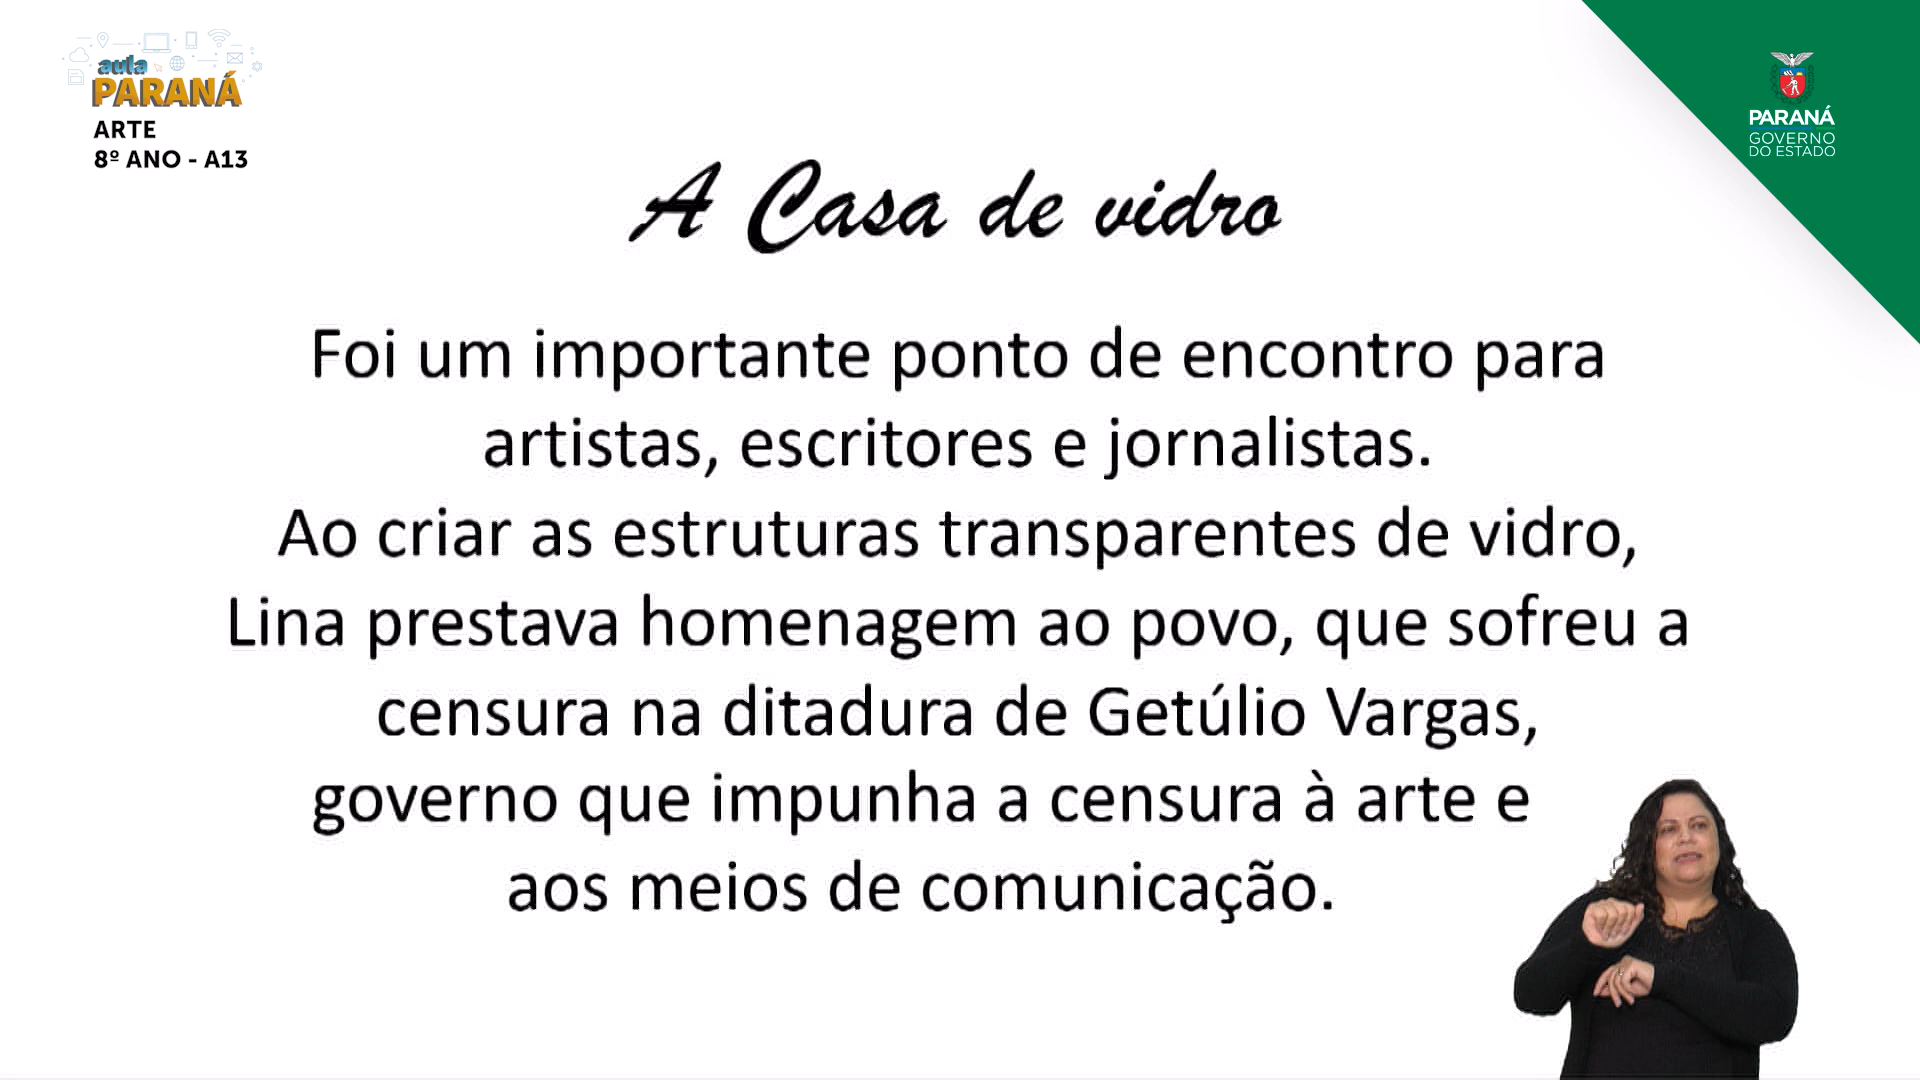 aula
PARANÁ
ARTE
8º ANO - A13
PARANÁ
GOVERNO
DO ESTADO
A Casa de vidro
Foi um importante ponto de encontro para
artistas, escritores e jornalistas.
Ao criar as estruturas transparentes de vidro,
Lina prestava homenagem ao povo, que sofreu a
censura na ditadura de Getúlio Vargas,
governo que impunha a censura à arte e
aos meios de comunicação.